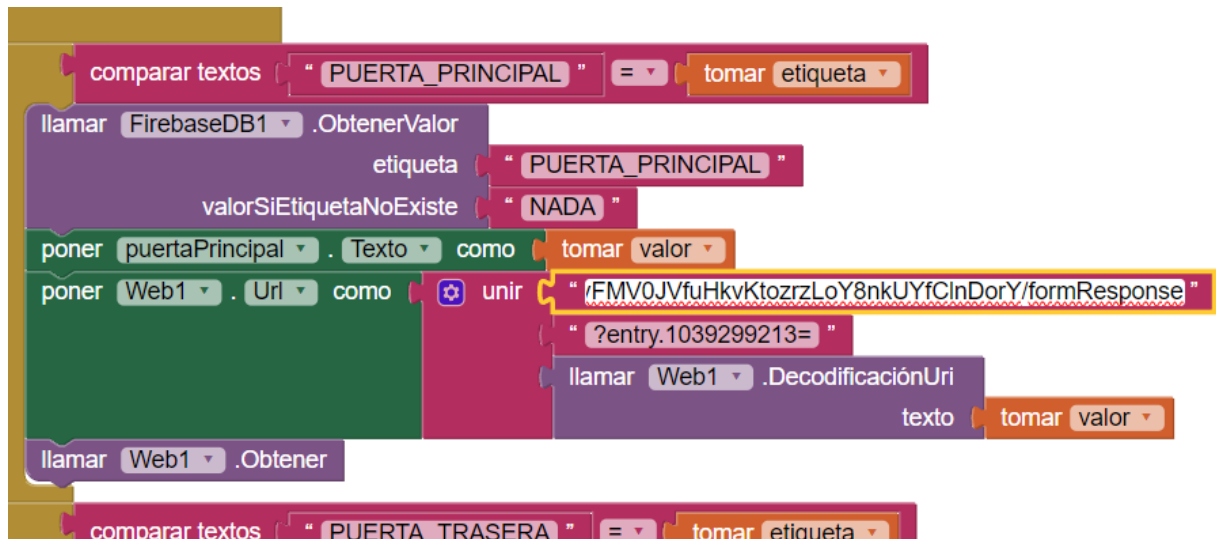 comparar textos " PUERTA_PRINCIPAL " = tomar etiqueta
llamar FirebaseDB1 .ObtenerValor
etiqueta " PUERTA_PRINCIPAL "
valorSiEtiquetaNoExiste " NADA "
poner puertaPrincipal . Texto como tomar valor
poner Web1 . Url como unir " FMV0JVfuHkvKtozrzLoY8nkUYfClnDorY/formResponse "
" ?entry.1039299213= "
llamar Web1 .DecodificaciónUri
texto tomar valor
llamar Web1 .Obtener
comparar textos " PUERTA_TRASERA " = tomar etiqueta